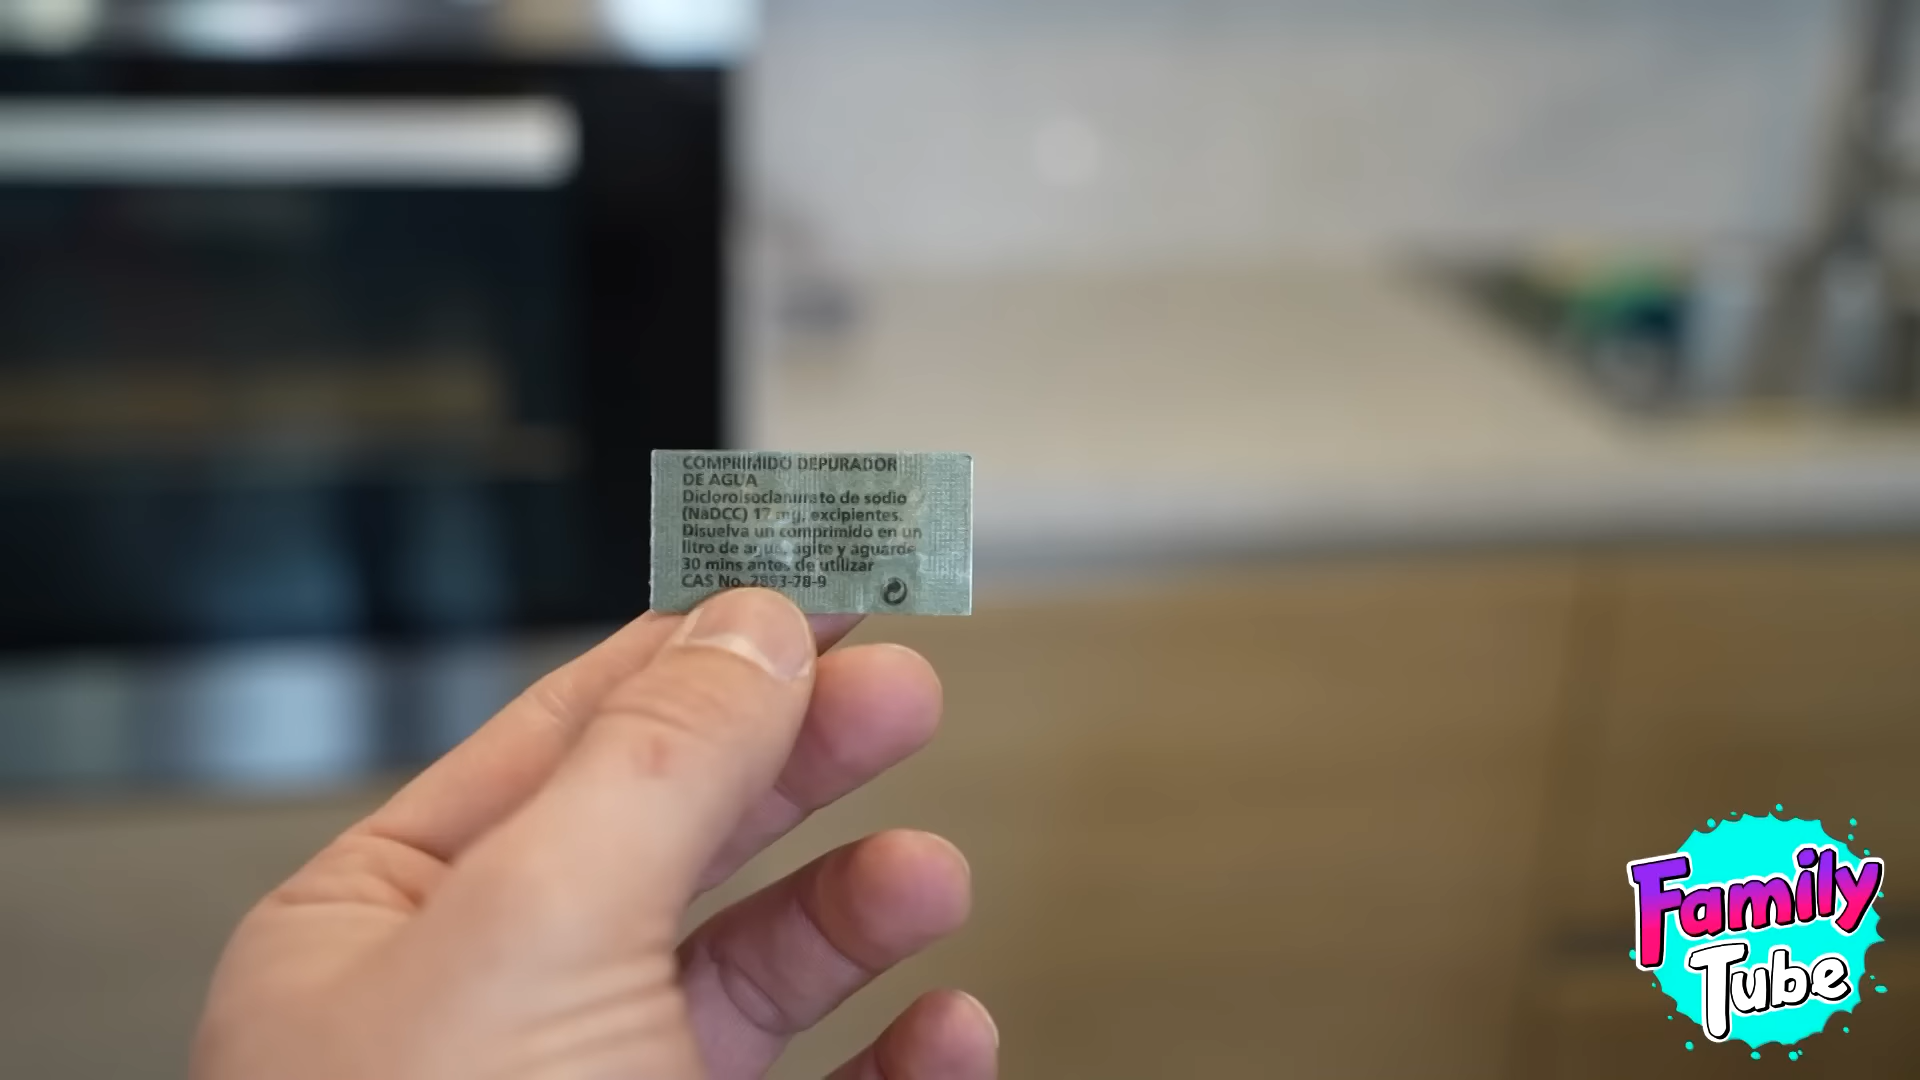 COMPRIMIDO DEPURADOR
DE AGUA
Dicloroisocianurato de sodio
(NaDCC) 17 mg, excipientes.
Disuelva un comprimido en un
litro de agua, agite y aguarde
30 mins antes de utilizar
CAS No. 2893-78-9
Family
Tube